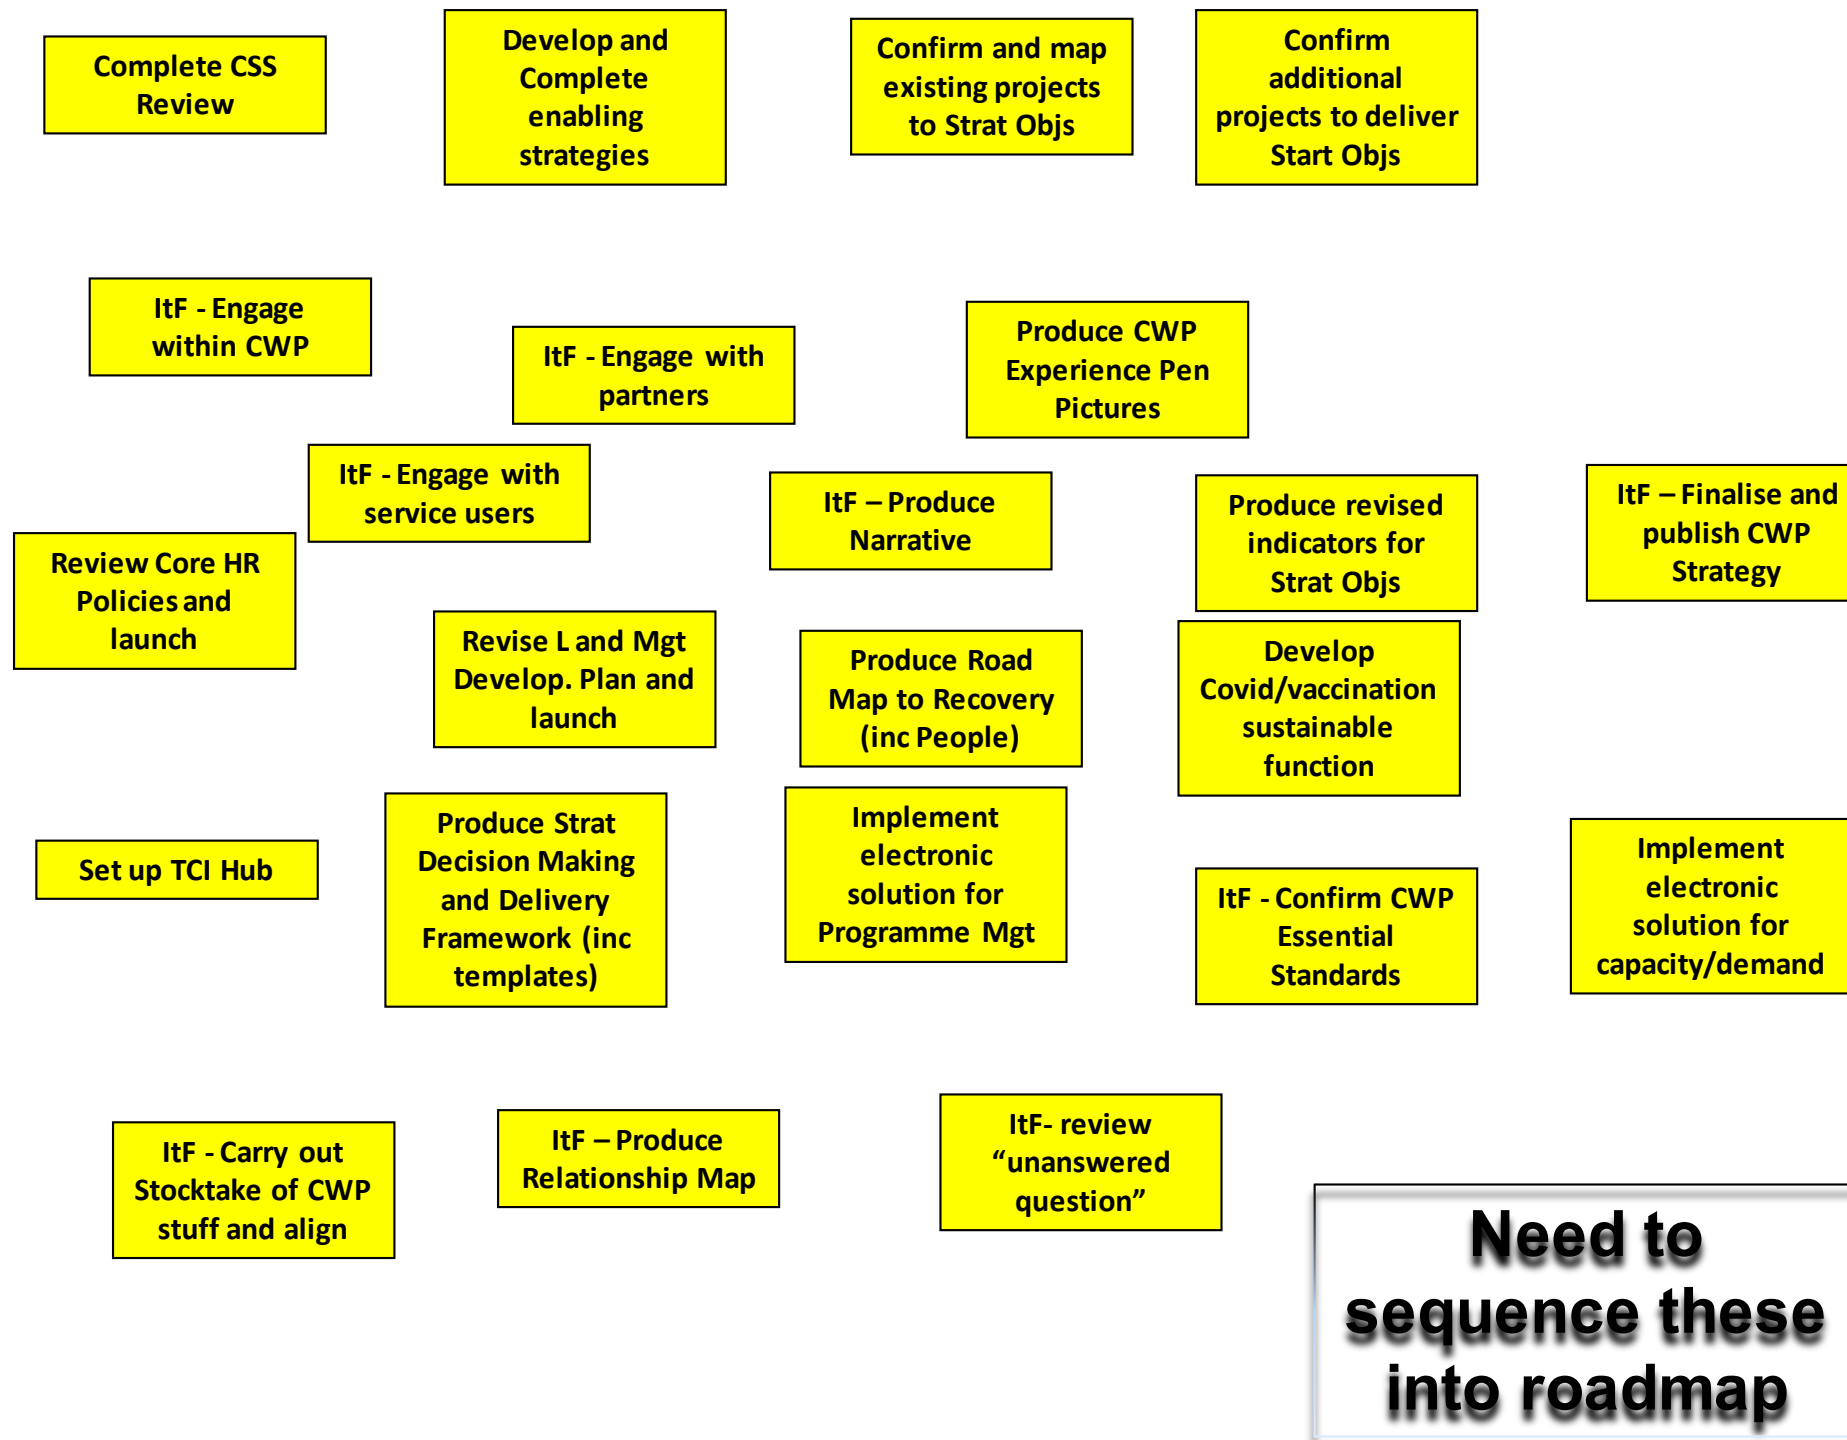 Complete CSS
Review
Develop and
Complete
enabling
strategies
Confirm and map
existing projects
to Strat Objs
Confirm
additional
projects to deliver
Start Objs
ItF - Engage
within CWP
ItF - Engage with
partners
Produce CWP
Experience Pen
Pictures
ItF - Engage with
service users
ItF – Produce
Narrative
Produce revised
indicators for
Strat Objs
ItF – Finalise and
publish CWP
Strategy
Review Core HR
Policies and
launch
Revise L and Mgt
Develop. Plan and
launch
Produce Road
Map to Recovery
(inc People)
Develop
Covid/vaccination
sustainable
function
Set up TCI Hub
Produce Strat
Decision Making
and Delivery
Framework (inc
templates)
Implement
electronic
solution for
Programme Mgt
ItF - Confirm CWP
Essential
Standards
Implement
electronic
solution for
capacity/demand
ItF - Carry out
Stocktake of CWP
stuff and align
ItF – Produce
Relationship Map
ItF- review
“unanswered
question”
Need to
sequence these
into roadmap